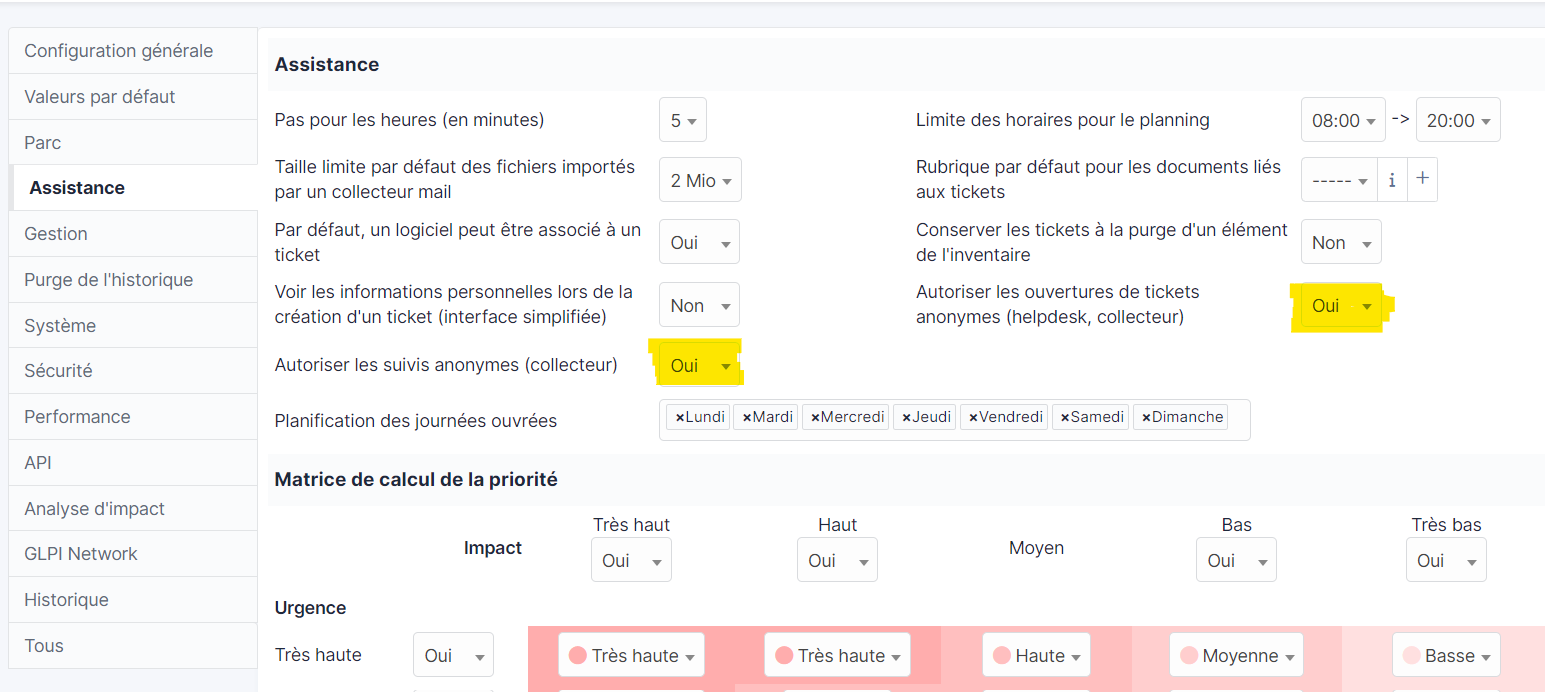 Configuration générale
Valeurs par défaut
Parc
Assistance
Gestion
Purge de l'historique
Système
Sécurité
Performance
API
Analyse d'impact
GLPI Network
Historique
Tous
Assistance
Pas pour les heures (en minutes)
5
Limite des horaires pour le planning
08:00 -> 20:00
Taille limite par défaut des fichiers importés
par un collecteur mail
2 Mio
Rubrique par défaut pour les documents liés
aux tickets
-----
i +
Par défaut, un logiciel peut être associé à un
ticket
Oui
Conserver les tickets à la purge d'un élément
de l'inventaire
Non
Voir les informations personnelles lors de la
création d'un ticket (interface simplifiée)
Non
Autoriser les ouvertures de tickets
anonymes (helpdesk, collecteur)
Oui
Autoriser les suivis anonymes (collecteur)
Oui
Planification des journées ouvrées
×Lundi ×Mardi ×Mercredi ×Jeudi ×Vendredi ×Samedi ×Dimanche
Matrice de calcul de la priorité
Impact
Très haut
Oui
Haut
Oui
Moyen
Bas
Oui
Très bas
Oui
Urgence
Très haute
Oui
Très haute
Très haute
Haute
Moyenne
Basse